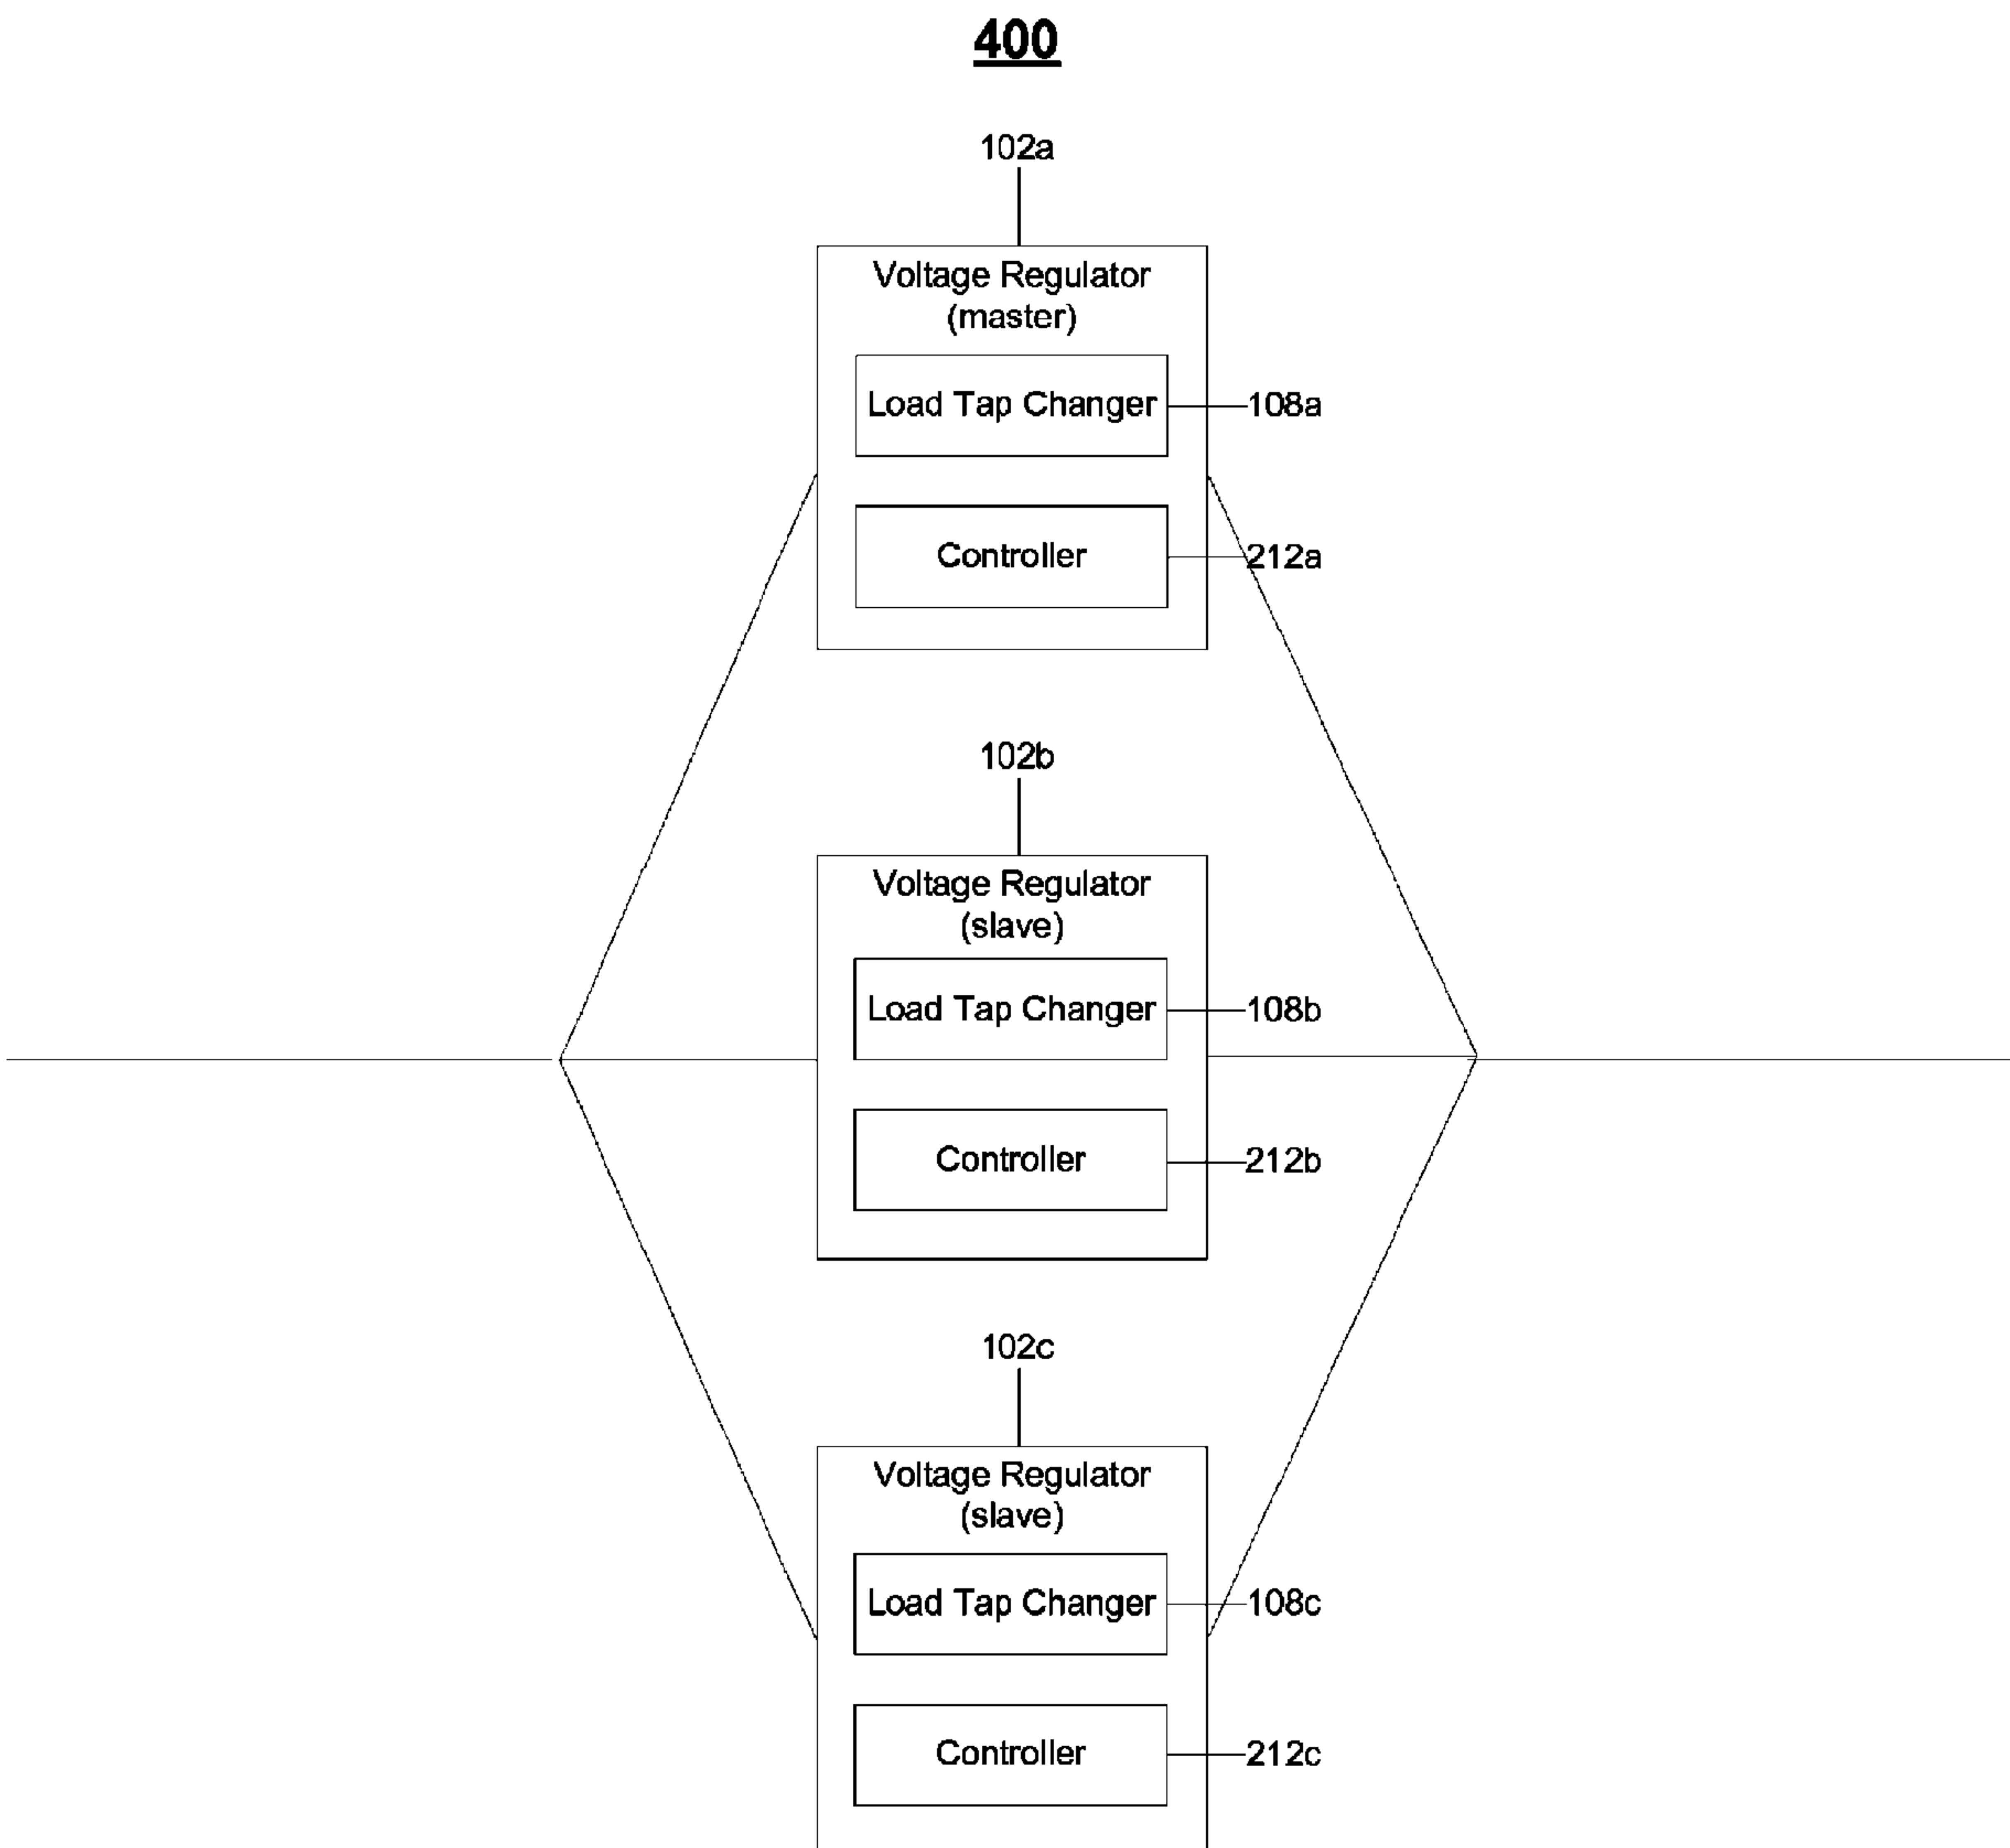 400
102a
Voltage Regulator
(master)
Load Tap Changer
108a
Controller
212a
102b
Voltage Regulator
(slave)
Load Tap Changer
108b
Controller
212b
102c
Voltage Regulator
(slave)
Load Tap Changer
108c
Controller
212c